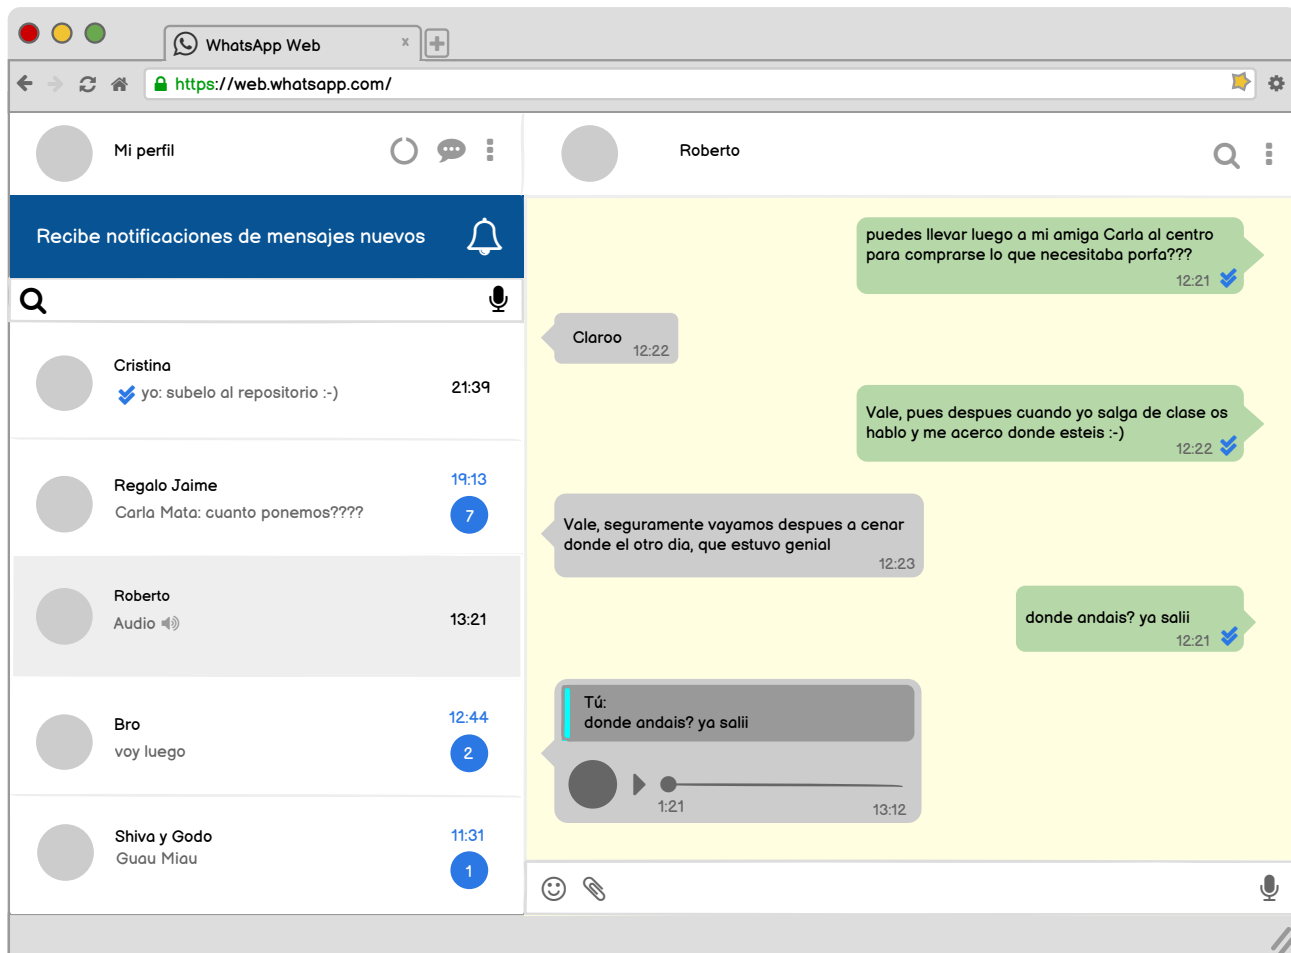 WhatsApp Web
x
https://web.whatsapp.com/
Mi perfil
Recibe notificaciones de mensajes nuevos
Cristina
yo: subelo al repositorio :-)
21:39
Regalo Jaime
19:13
Carla Mata: cuanto ponemos????
7
Roberto
Audio
13:21
Bro
12:44
voy luego
2
Shiva y Godo
11:31
Guau Miau
1
Roberto
puedes llevar luego a mi amiga Carla al centro
para comprarse lo que necesitaba porfa???
12:21
Claroo
12:22
Vale, pues despues cuando yo salga de clase os
hablo y me acerco donde esteis :-)
12:22
Vale, seguramente vayamos despues a cenar
donde el otro dia, que estuvo genial
12:23
donde andais? ya salii
12:21
Tú:
donde andais? ya salii
1:21
13:12